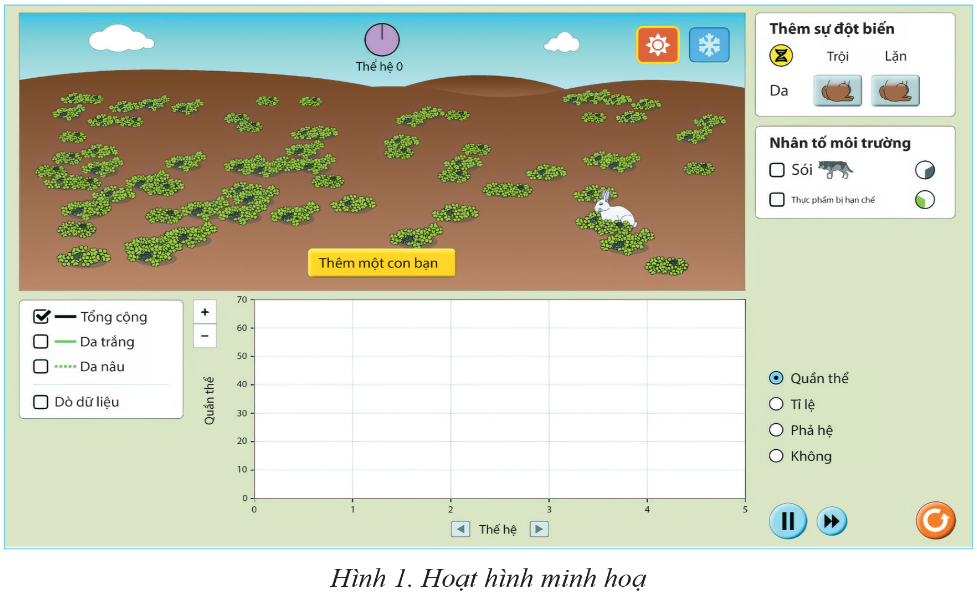 Thế hệ 0
Thêm một con bạn
Thêm sự đột biến
Trội Lặn
Da
Nhân tố môi trường
Sói
Thực phẩm bị hạn chế
Tổng cộng
Da trắng
Da nâu
Dò dữ liệu
+
−
Quần thể
70
60
50
40
30
20
10
0
0 1 2 3 4 5
Thế hệ
Quần thể
Tỉ lệ
Phả hệ
Không
Hình 1. Hoạt hình minh hoạ